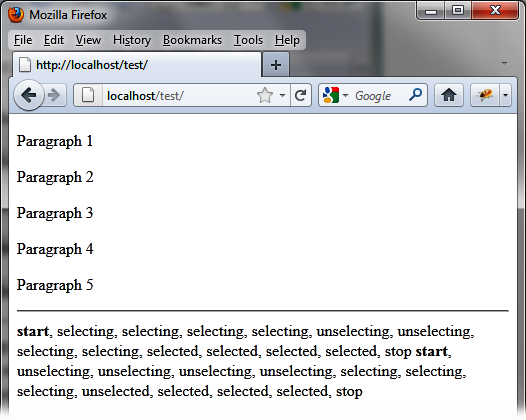 Mozilla Firefox
File Edit View History Bookmarks Tools Help
http://localhost/test/
localhost/test/ Google
Paragraph 1
Paragraph 2
Paragraph 3
Paragraph 4
Paragraph 5
start, selecting, selecting, selecting, selecting, unselecting, unselecting,
selecting, selecting, selected, selected, selected, selected, stop start,
unselecting, unselecting, unselecting, unselecting, selecting, selecting,
selecting, unselected, selected, selected, selected, stop